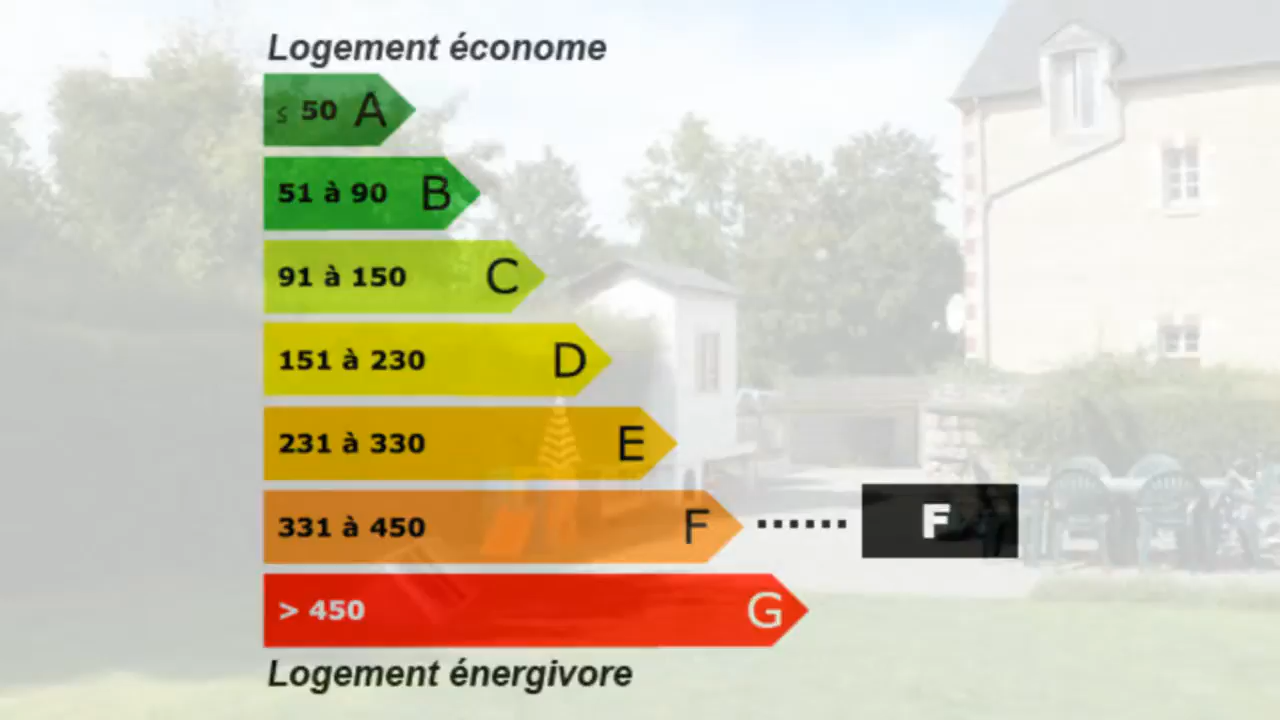 Logement économe
≤ 50 A
51 à 90 B
91 à 150 C
151 à 230 D
231 à 330 E
331 à 450 F F
> 450 G
Logement énergivore